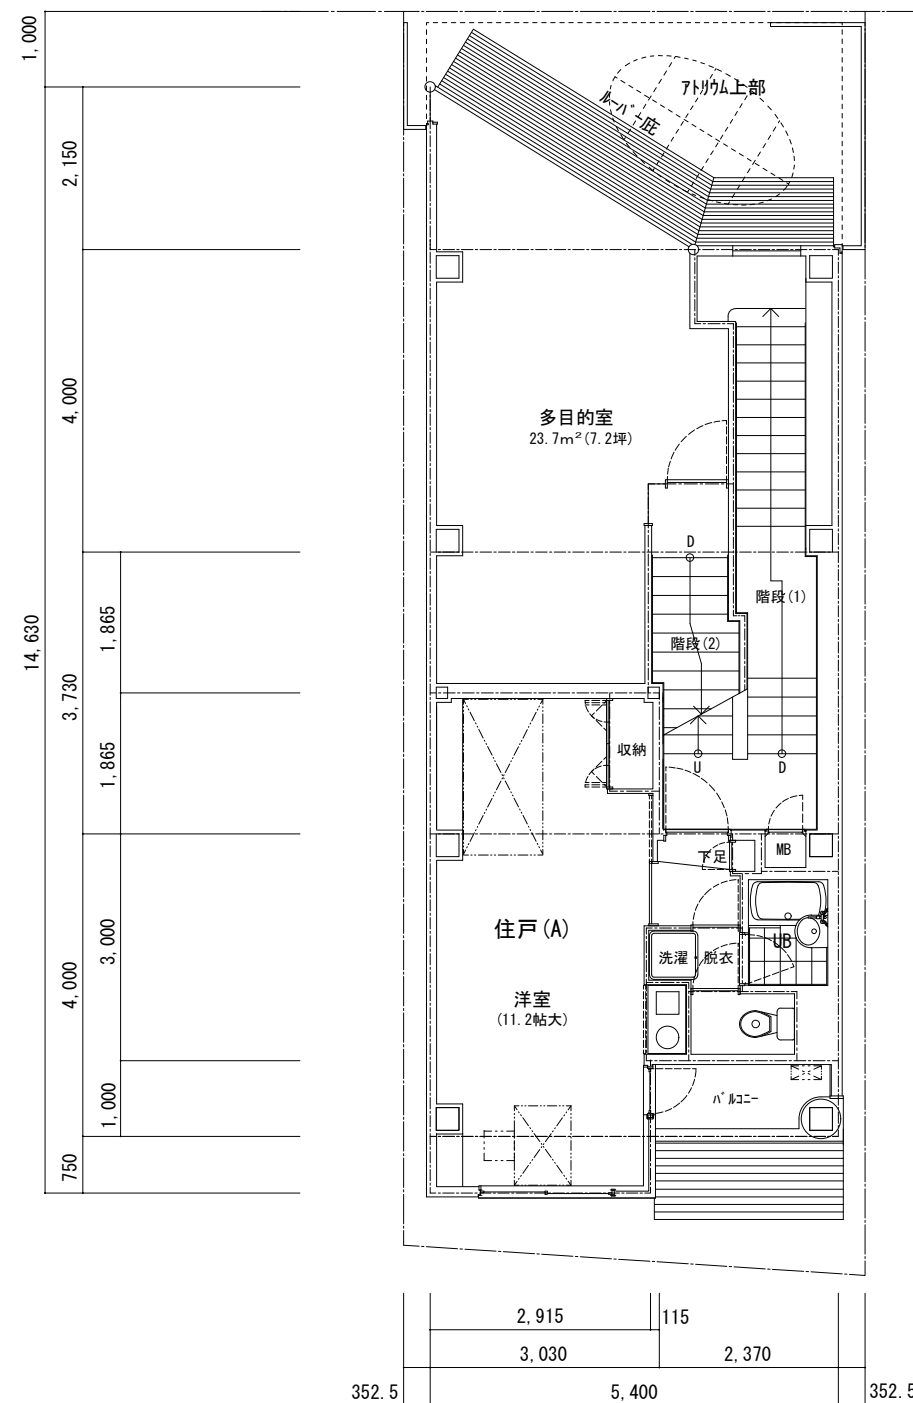 1,000
アトリウム上部
ルーバー庇
2,150
4,000
多目的室
23.7m²(7.2坪)
D
階段(1)
1,865
階段(2)
14,630
3,730
収納
1,865
U
D
下足
MB
住戸(A)
UB
洗濯
脱衣
3,000
4,000
洋室
(11.2帖大)
バルコニー
1,000
750
2,915
115
3,030
2,370
352.5
5,400
352.5